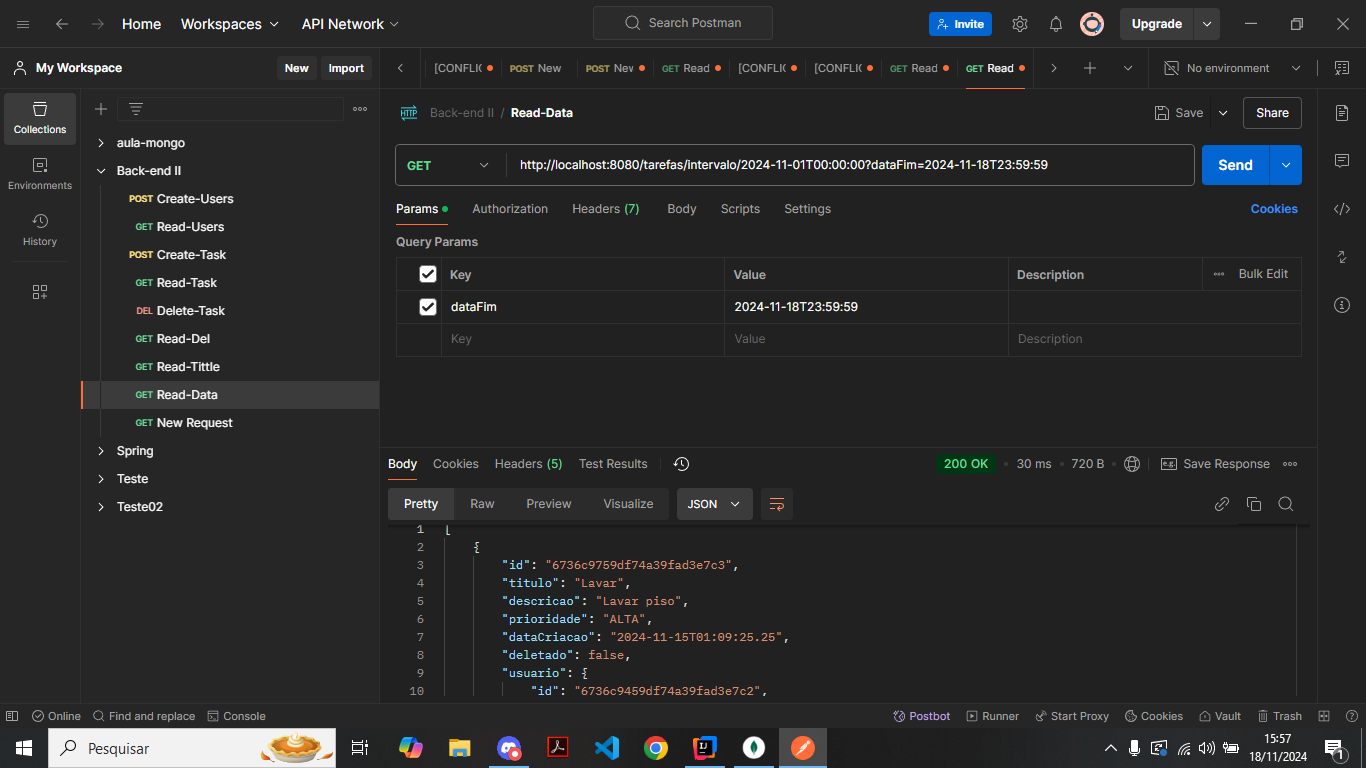 Home Workspaces API Network Search Postman Invite Upgrade
My Workspace New Import [CONFLIC POST New POST New GET Read [CONFLIC [CONFLIC GET Read GET Read No environment
Collections
Environments
History
aula-mongo
Back-end II
POST Create-Users
GET Read-Users
POST Create-Task
GET Read-Task
DEL Delete-Task
GET Read-Del
GET Read-Tittle
GET Read-Data
GET New Request
Spring
Teste
Teste02
HTTP Back-end II / Read-Data Save Share
GET http://localhost:8080/tarefas/intervalo/2024-11-01T00:00:00?dataFim=2024-11-18T23:59:59 Send
Params Authorization Headers (7) Body Scripts Settings Cookies
Query Params
Key Value Description Bulk Edit
dataFim 2024-11-18T23:59:59
Key Value Description
Body Cookies Headers (5) Test Results 200 OK 30 ms 720 B e.g. Save Response
Pretty Raw Preview Visualize JSON
1 [
2 {
3 "id": "6736c9759df74a39fad3e7c3",
4 "titulo": "Lavar",
5 "descricao": "Lavar piso",
6 "prioridade": "ALTA",
7 "dataCriacao": "2024-11-15T01:09:25.25",
8 "deletado": false,
9 "usuario": {
10 "id": "6736c9459df74a39fad3e7c2",
Online Find and replace Console Postbot Runner Start Proxy Cookies Vault Trash
Pesquisar
15:57
18/11/2024
1